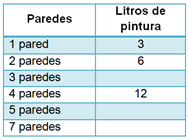 Paredes Litros de pintura
1 pared 3
2 paredes 6
3 paredes
4 paredes 12
5 paredes
7 paredes